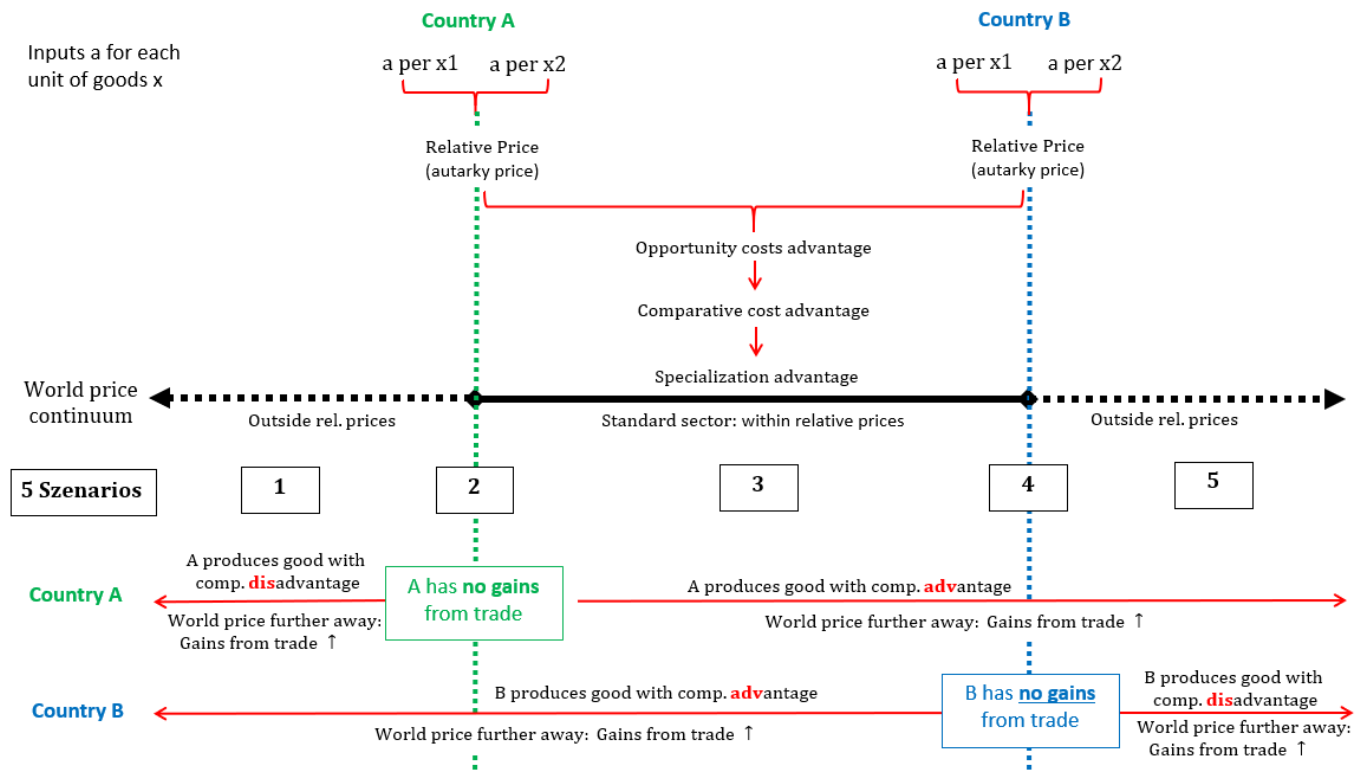 Country A
Country B
Inputs a for each
unit of goods x
a per x1
a per x2
a per x1
a per x2
Relative Price
(autarky price)
Relative Price
(autarky price)
Opportunity costs advantage
Comparative cost advantage
Specialization advantage
World price
continuum
Outside rel. prices
Standard sector: within relative prices
Outside rel. prices
5 Szenarios
1
2
3
4
5
Country A
A produces good with
comp. disadvantage
World price further away:
Gains from trade ↑
A has no gains
from trade
A produces good with comp. advantage
World price further away: Gains from trade ↑
Country B
B produces good with comp. advantage
World price further away: Gains from trade ↑
B has no gains
from trade
B produces good with
comp. disadvantage
World price further away:
Gains from trade ↑